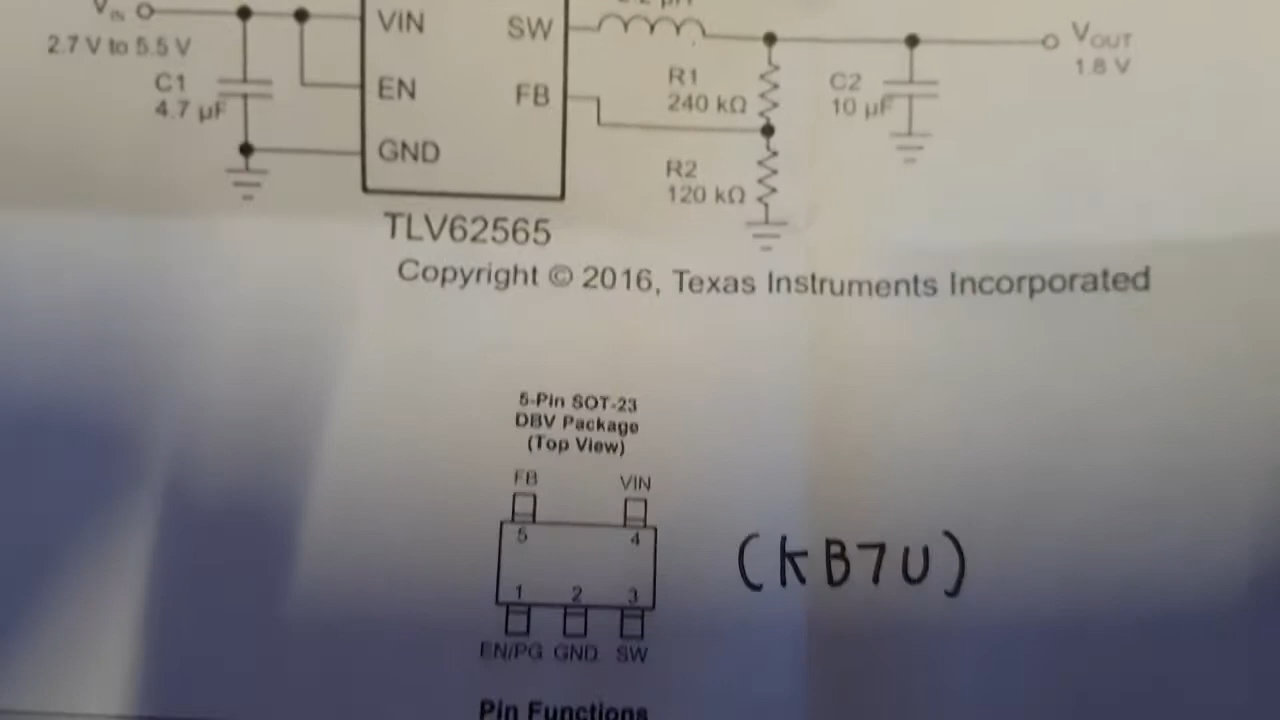 VIN
2.7 V to 5.5 V
C1
4.7 µF
VIN
EN
GND
SW
FB
R1
240 kΩ
R2
120 kΩ
C2
10 µF
VOUT
1.8 V
TLV62565
Copyright © 2016, Texas Instruments Incorporated
5-Pin SOT-23
DBV Package
(Top View)
FB VIN
5 4
1 2 3
EN/PG GND SW
(KB7U)
Pin Functions